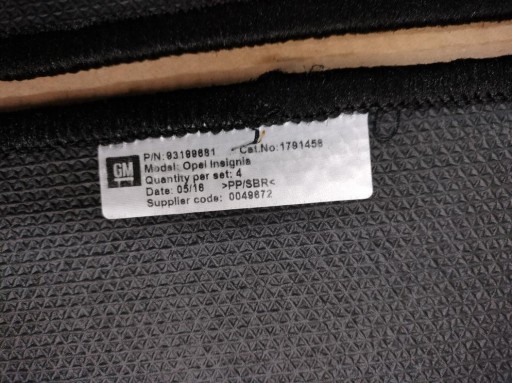 GM
P/N: 93199881 Cat.No: 1791458
Model: Opel Insignia
Quantity per set: 4
Date: 05/16 >PP/SBR<
Supplier code: 0049872